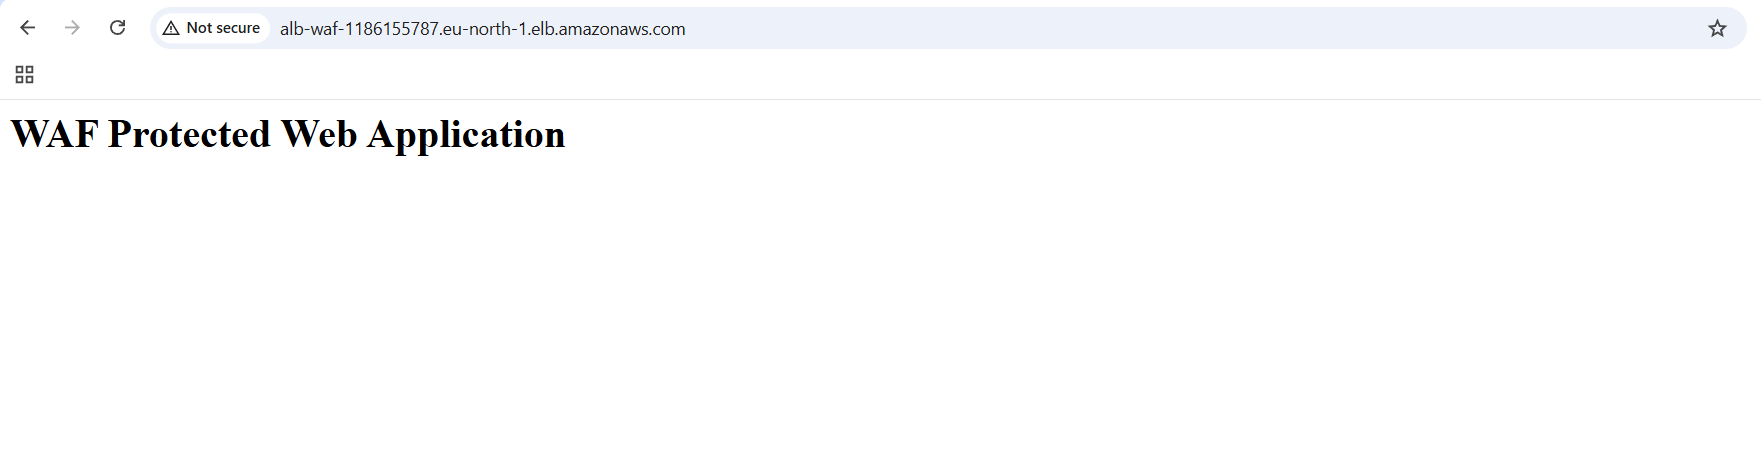 Not secure alb-waf-1186155787.eu-north-1.elb.amazonaws.com
WAF Protected Web Application